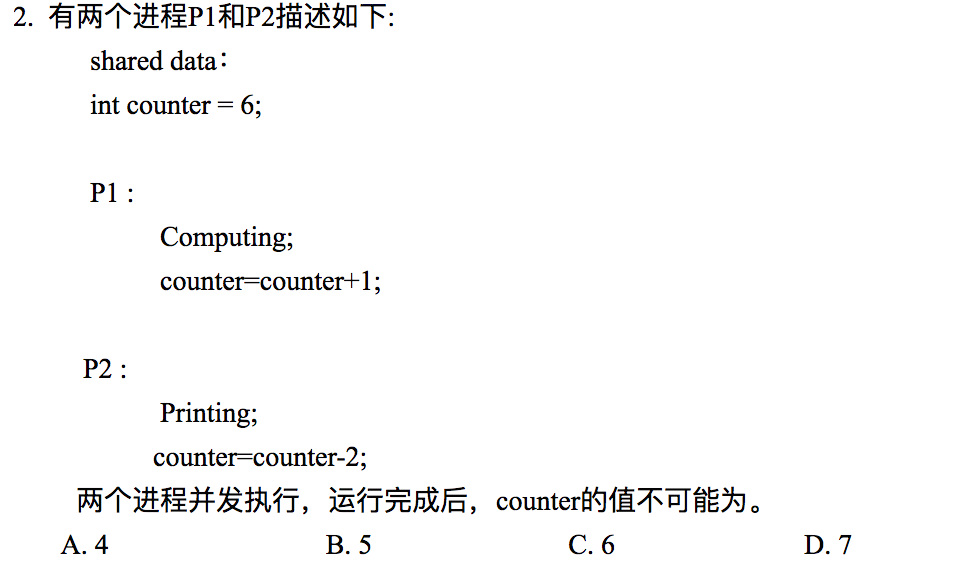 2. 有两个进程P1和P2描述如下:
shared data：
int counter = 6;
P1 :
Computing;
counter=counter+1;
P2 :
Printing;
counter=counter-2;
两个进程并发执行，运行完成后，counter的值不可能为。
A. 4 B. 5 C. 6 D. 7